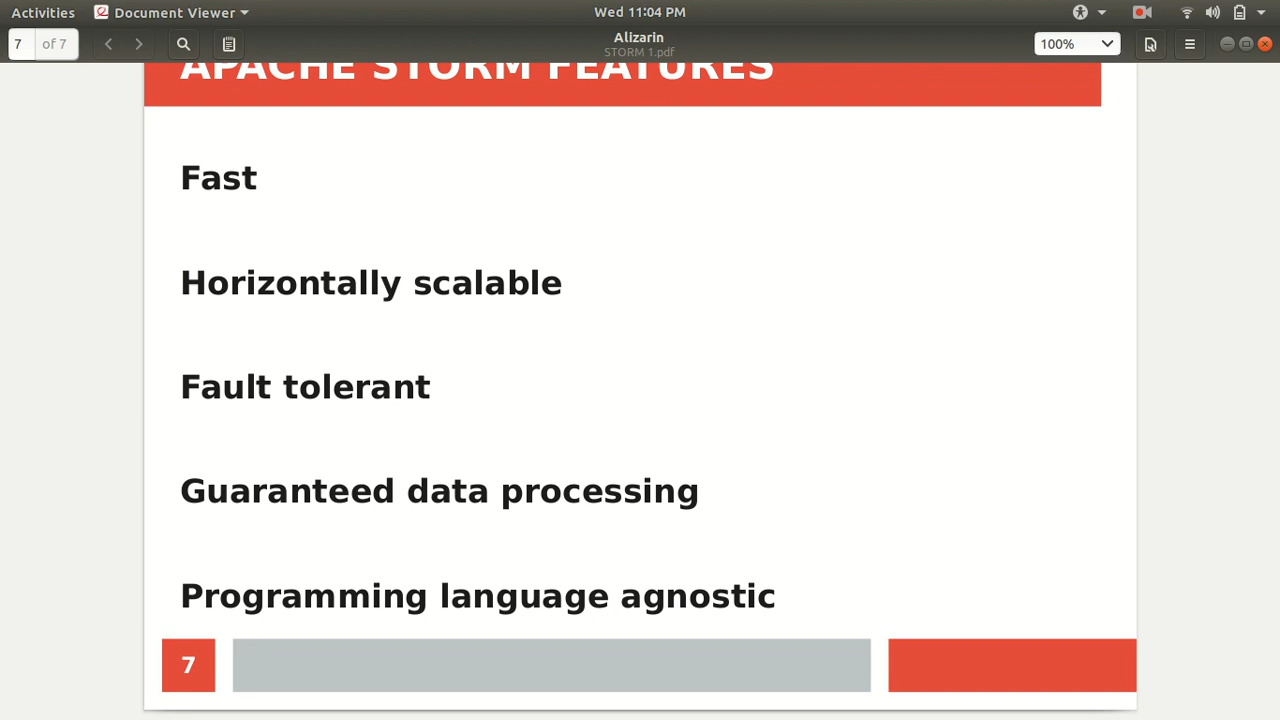 Activities
Document Viewer
Wed 11:04 PM
7
of 7
Alizarin
STORM 1.pdf
100%
APACHE STORM FEATURES
Fast
Horizontally scalable
Fault tolerant
Guaranteed data processing
Programming language agnostic
7